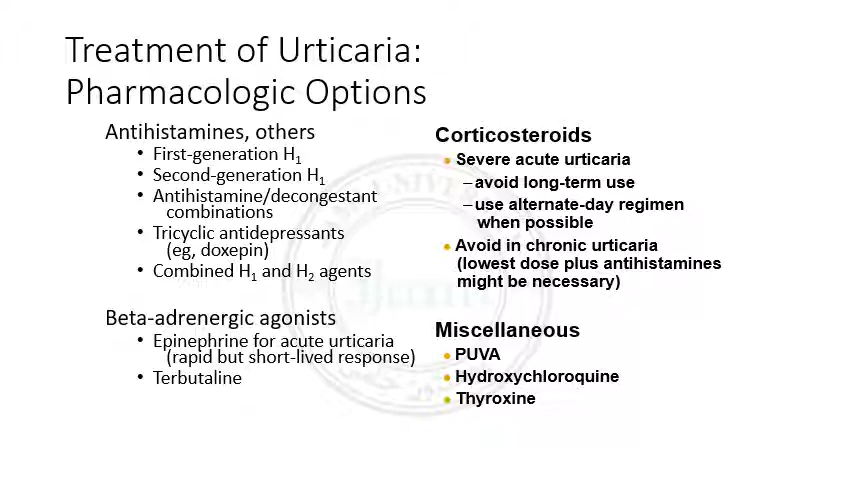 Treatment of Urticaria:
Pharmacologic Options
Antihistamines, others
• First-generation H₁
• Second-generation H₁
• Antihistamine/decongestant
combinations
• Tricyclic antidepressants
(eg, doxepin)
• Combined H₁ and H₂ agents
Beta-adrenergic agonists
• Epinephrine for acute urticaria
(rapid but short-lived response)
• Terbutaline
Corticosteroids
• Severe acute urticaria
–avoid long-term use
–use alternate-day regimen
when possible
• Avoid in chronic urticaria
(lowest dose plus antihistamines
might be necessary)
Miscellaneous
• PUVA
• Hydroxychloroquine
• Thyroxine